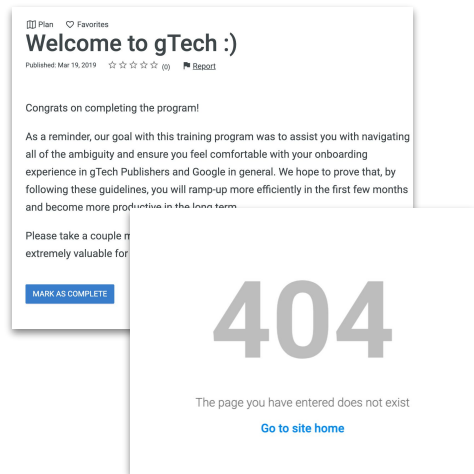 Plan Favorites
Welcome to gTech :)
Published: Mar 19, 2019 ☆ ☆ ☆ ☆ ☆ (0) Report
Congrats on completing the program!
As a reminder, our goal with this training program was to assist you with navigating
all of the ambiguity and ensure you feel comfortable with your onboarding
experience in gTech Publishers and Google in general. We hope to prove that, by
following these guidelines, you will ramp-up more efficiently in the first few months
and become more productive in the long term.
Please take a couple
extremely valuable for
MARK AS COMPLETE
404
The page you have entered does not exist
Go to site home